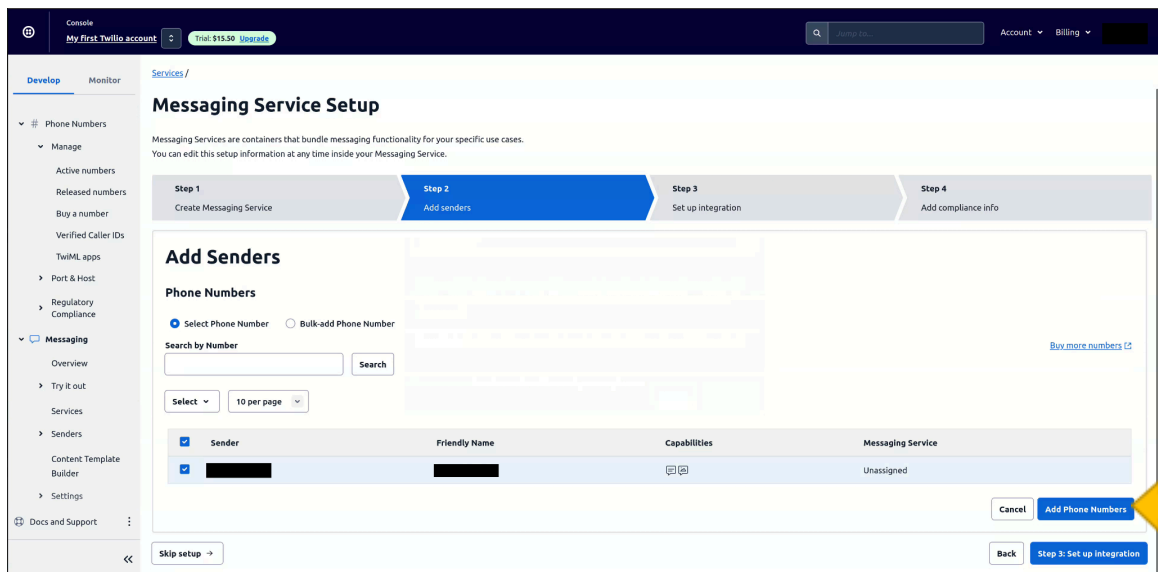 Console
My first Twilio account
Trial: $15.50 Upgrade
Jump to...
Account
Billing
Develop Monitor
# Phone Numbers
Manage
Active numbers
Released numbers
Buy a number
Verified Caller IDs
TwiML apps
Port & Host
Regulatory
Compliance
Messaging
Overview
Try it out
Services
Senders
Content Template
Builder
Settings
Docs and Support
Services /
Messaging Service Setup
Messaging Services are containers that bundle messaging functionality for your specific use cases.
You can edit this setup information at any time inside your Messaging Service.
Step 1
Create Messaging Service
Step 2
Add senders
Step 3
Set up integration
Step 4
Add compliance info
Add Senders
Phone Numbers
Select Phone Number
Bulk-add Phone Number
Search by Number
Search
Buy more numbers
Select
10 per page
Sender Friendly Name Capabilities Messaging Service
Unassigned
Cancel
Add Phone Numbers
Skip setup →
Back
Step 3: Set up integration